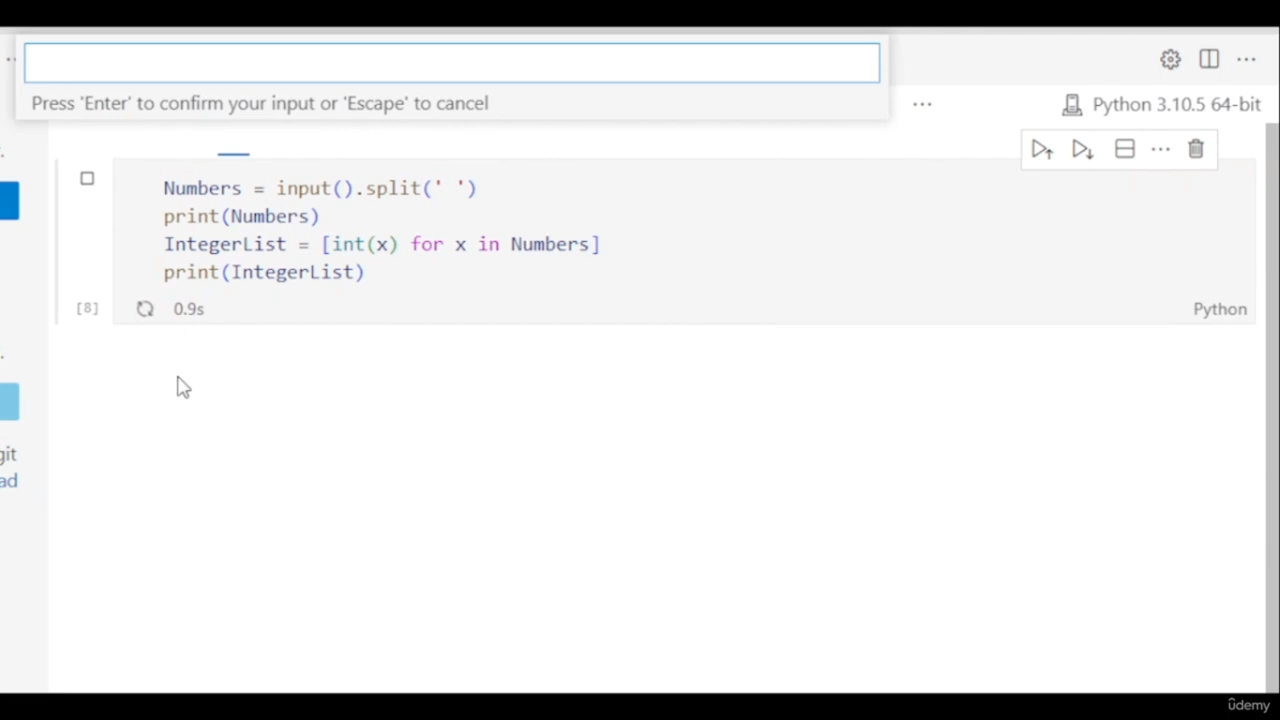 Press 'Enter' to confirm your input or 'Escape' to cancel
Python 3.10.5 64-bit
Numbers = input().split(' ')
print(Numbers)
IntegerList = [int(x) for x in Numbers]
print(IntegerList)
[8] 0.9s Python
git
ad
ûdemy